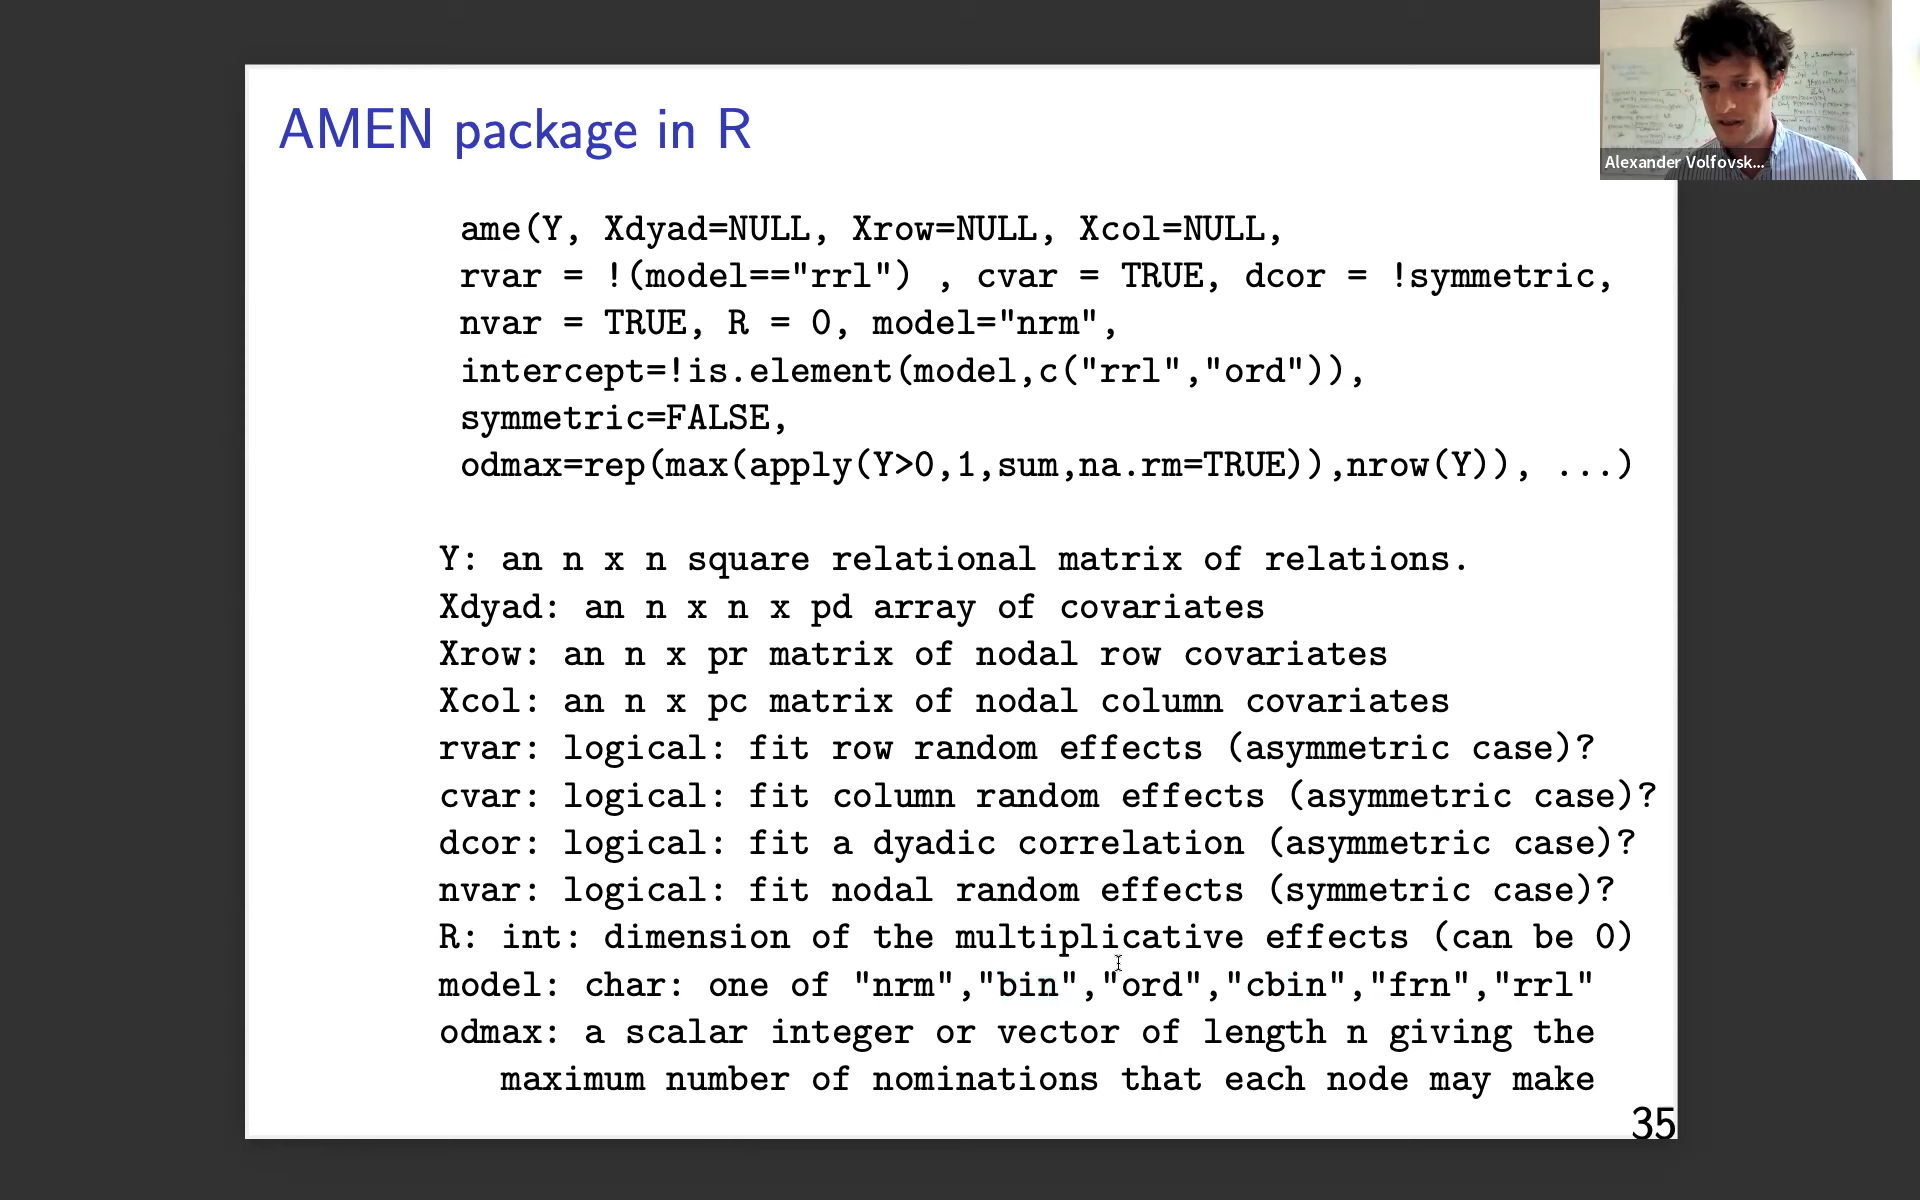 AMEN package in R
ame(Y, Xdyad=NULL, Xrow=NULL, Xcol=NULL,
rvar = !(model=="rrl") , cvar = TRUE, dcor = !symmetric,
nvar = TRUE, R = 0, model="nrm",
intercept=!is.element(model,c("rrl","ord")),
symmetric=FALSE,
odmax=rep(max(apply(Y>0,1,sum,na.rm=TRUE)),nrow(Y)), ...)
Y: an n x n square relational matrix of relations.
Xdyad: an n x n x pd array of covariates
Xrow: an n x pr matrix of nodal row covariates
Xcol: an n x pc matrix of nodal column covariates
rvar: logical: fit row random effects (asymmetric case)?
cvar: logical: fit column random effects (asymmetric case)?
dcor: logical: fit a dyadic correlation (asymmetric case)?
nvar: logical: fit nodal random effects (symmetric case)?
R: int: dimension of the multiplicative effects (can be 0)
model: char: one of "nrm","bin","ord","cbin","frn","rrl"
odmax: a scalar integer or vector of length n giving the
maximum number of nominations that each node may make
35
Alexander Volfovsk...